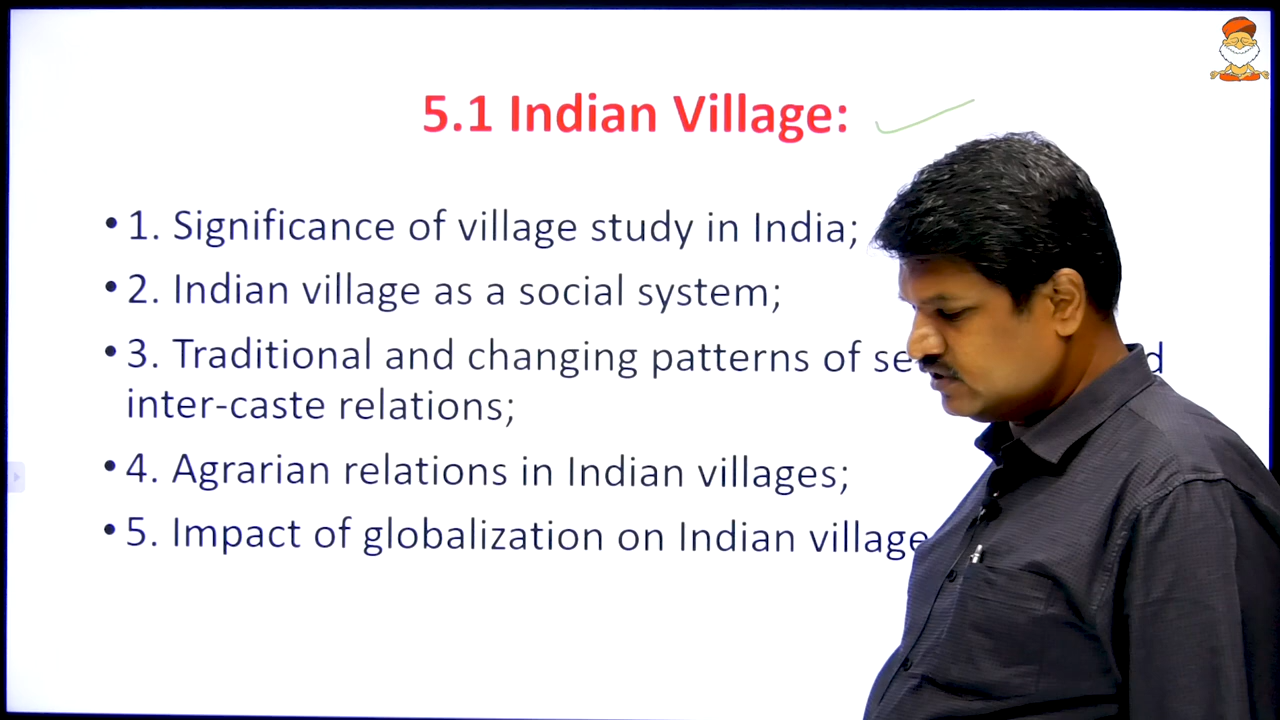 5.1 Indian Village:
• 1. Significance of village study in India;
• 2. Indian village as a social system;
• 3. Traditional and changing patterns of
inter-caste relations;
• 4. Agrarian relations in Indian villages;
• 5. Impact of globalization on Indian village